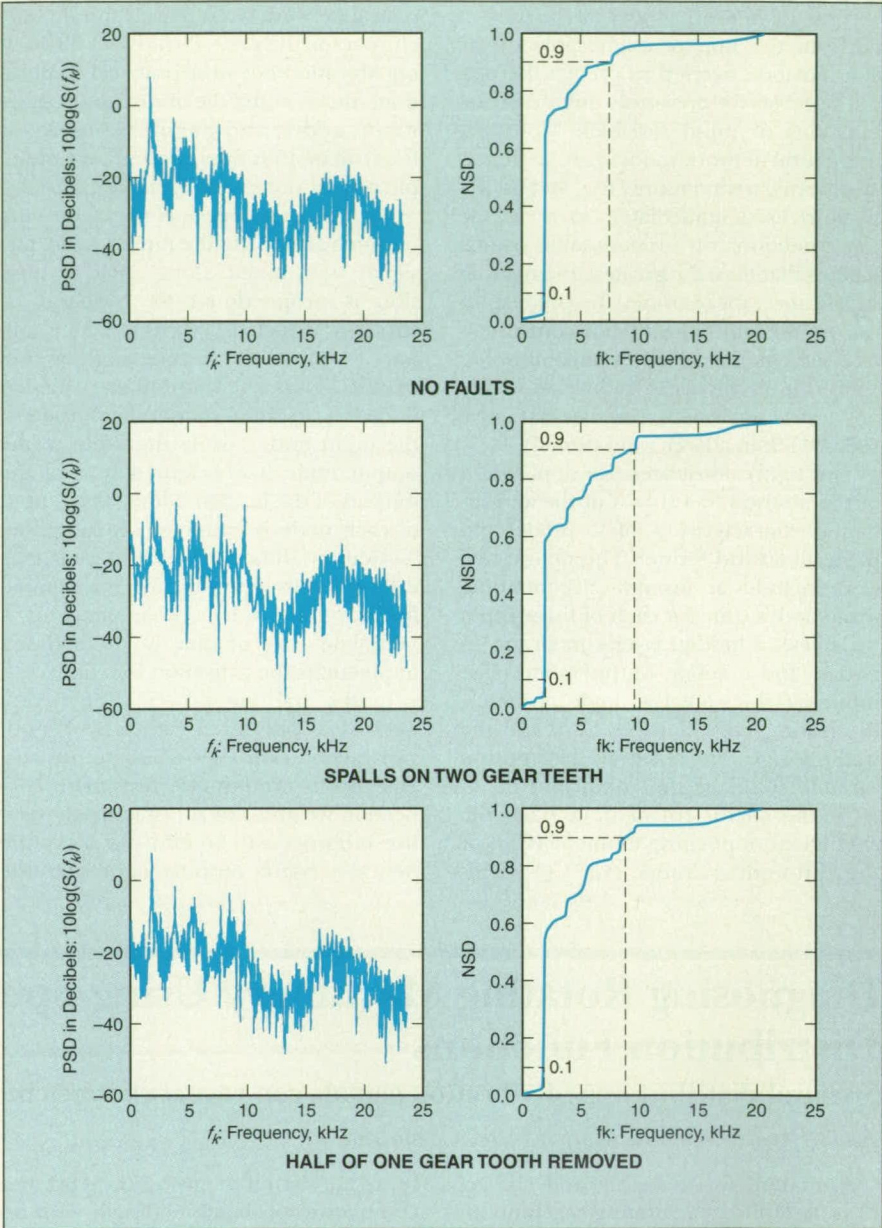 PSD in Decibels: 10log(S(fk))
20
0
−20
−40
−60
0 5 10 15 20 25
fk: Frequency, kHz
NSD
1.0
0.8
0.6
0.4
0.2
0.0
0.9
0.1
0 5 10 15 20 25
fk: Frequency, kHz
NO FAULTS
PSD in Decibels: 10log(S(fk))
20
0
−20
−40
−60
0 5 10 15 20 25
fk: Frequency, kHz
NSD
1.0
0.8
0.6
0.4
0.2
0.0
0.9
0.1
0 5 10 15 20 25
fk: Frequency, kHz
SPALLS ON TWO GEAR TEETH
PSD in Decibels: 10log(S(fk))
20
0
−20
−40
−60
0 5 10 15 20 25
fk: Frequency, kHz
NSD
1.0
0.8
0.6
0.4
0.2
0.0
0.9
0.1
0 5 10 15 20 25
fk: Frequency, kHz
HALF OF ONE GEAR TOOTH REMOVED